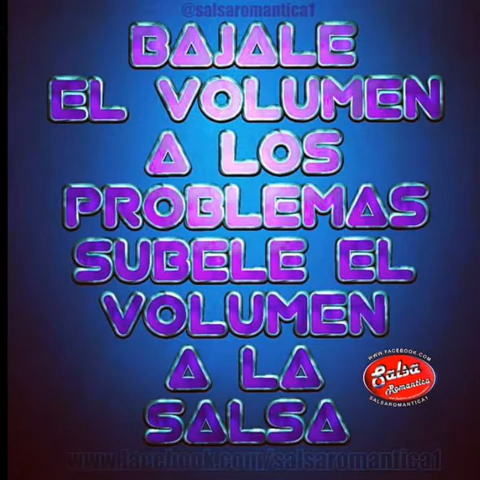 @salsaromantica1
BAJALE
EL VOLUMEN
A LOS
PROBLEMAS
SUBELE EL
VOLUMEN
A LA
SALSA
WWW.FACEBOOK.COM
Salsa
Romantica
SALSAROMANTICA1
www.facebook.com/salsaromantica1